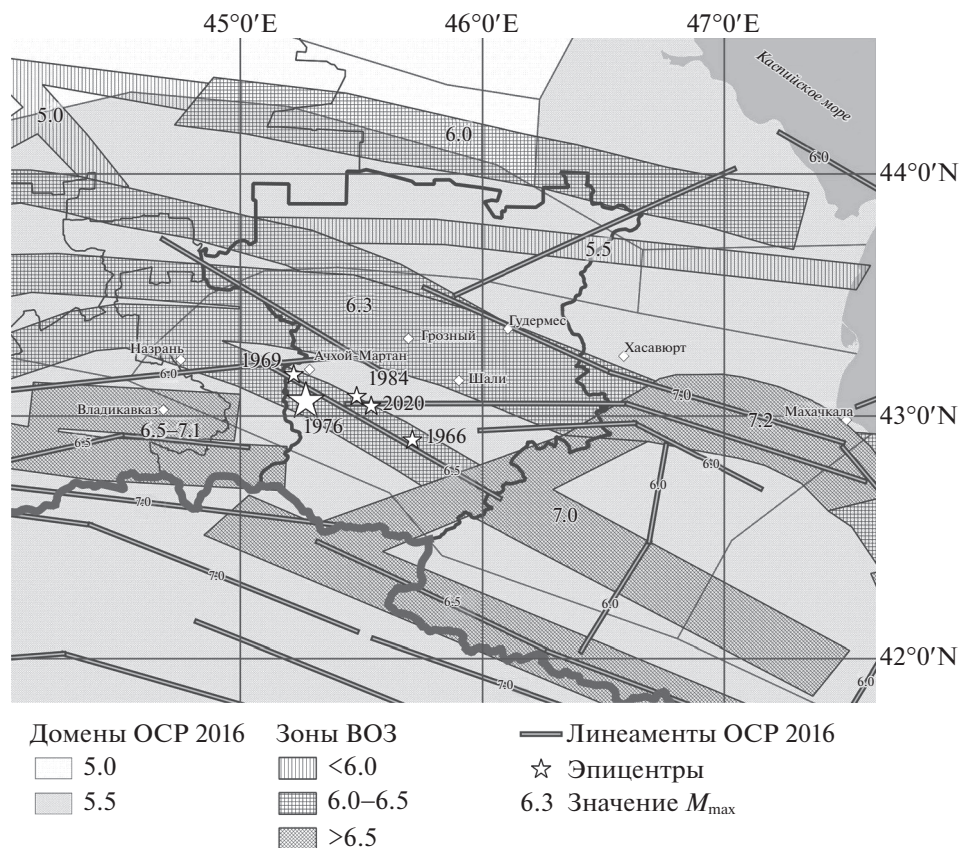 45°0′E 46°0′E 47°0′E
Каспийское море
5.0
6.0
6.0
44°0′N
5.5
6.3
Гудермес
Грозный
Назрань
1969
Ачхой-Мартан
Хасавюрт
6.0
1984
Шали
7.0
Владикавказ
2020
7.2
Махачкала
43°0′N
6.5–7.1
1976
1966
6.5
6.5
6.0
6.0
7.0
7.0
7.0
6.5
6.0
42°0′N
7.0
6.0
Домены ОСР 2016
5.0
5.5
Зоны ВОЗ
<6.0
6.0–6.5
>6.5
Линеаменты ОСР 2016
Эпицентры
6.3 Значение Mmax